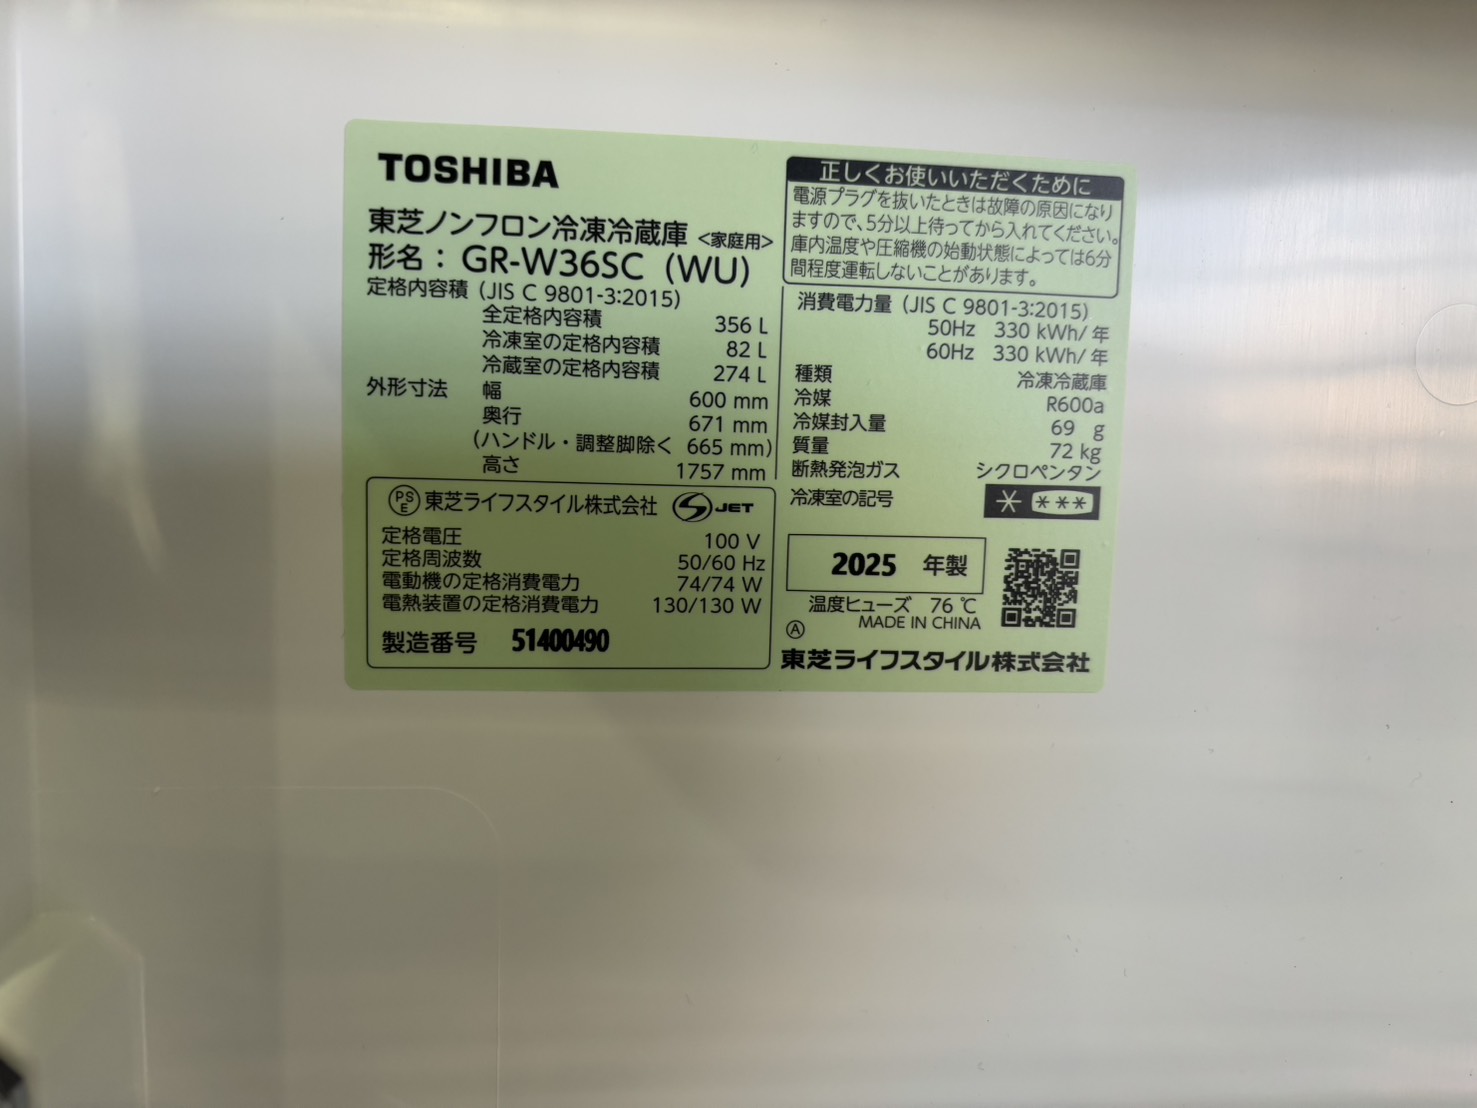 TOSHIBA
東芝ノンフロン冷凍冷蔵庫 <家庭用>
形名： GR-W36SC (WU)
定格内容積 (JIS C 9801-3:2015)
全定格内容積 356 L
冷凍室の定格内容積 82 L
冷蔵室の定格内容積 274 L
外形寸法 幅 600 mm
奥行 671 mm
(ハンドル・調整脚除く 665 mm)
高さ 1757 mm
PSE 東芝ライフスタイル株式会社 S JET
定格電圧 100 V
定格周波数 50/60 Hz
電動機の定格消費電力 74/74 W
電熱装置の定格消費電力 130/130 W
製造番号 51400490
正しくお使いいただくために
電源プラグを抜いたときは故障の原因になり
ますので、5分以上待ってから入れてください。
庫内温度や圧縮機の始動状態によっては6分
間程度運転しないことがあります。
消費電力量 (JIS C 9801-3:2015)
50Hz 330 kWh/年
60Hz 330 kWh/年
種類 冷凍冷蔵庫
冷媒 R600a
冷媒封入量 69 g
質量 72 kg
断熱発泡ガス シクロペンタン
冷凍室の記号 * ***
2025 年製
温度ヒューズ 76 ℃
Ⓐ MADE IN CHINA
東芝ライフスタイル株式会社